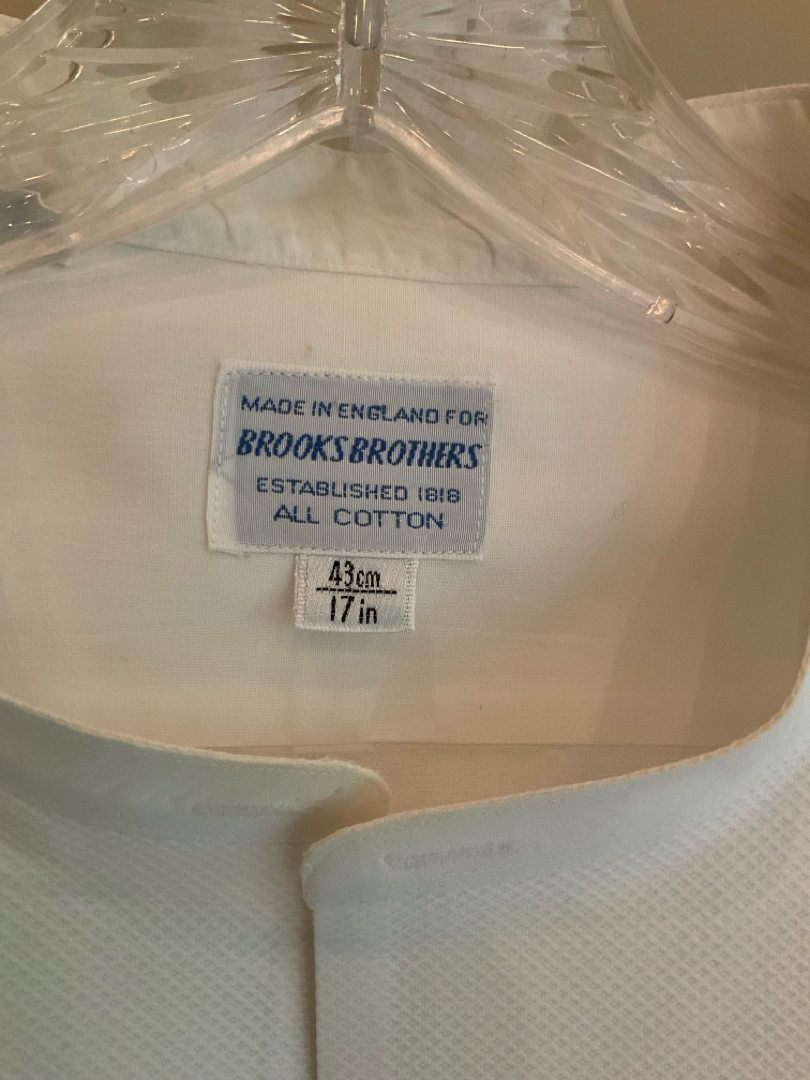 MADE IN ENGLAND FOR
BROOKS BROTHERS
ESTABLISHED 1818
ALL COTTON
43cm
17in